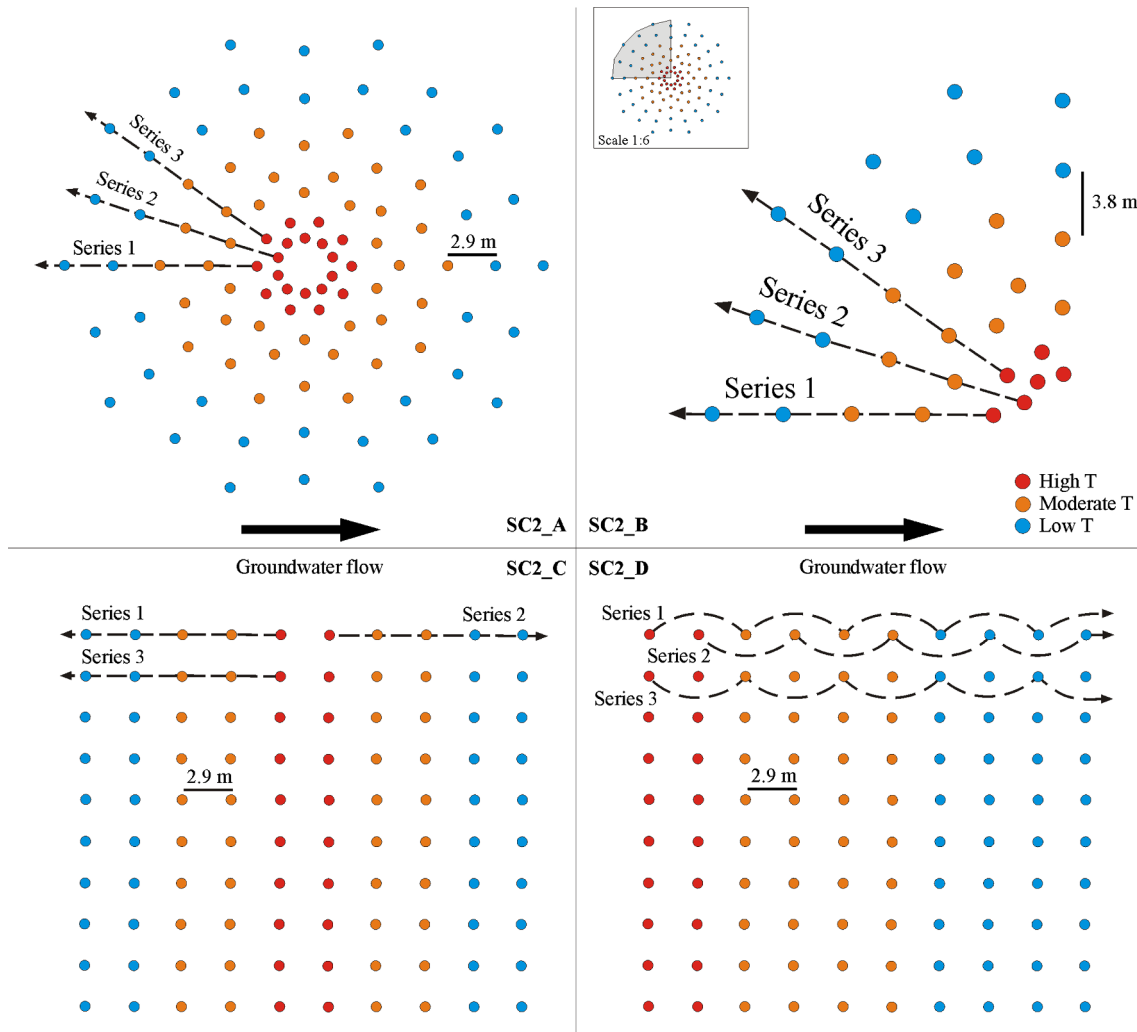 Series 3
Series 2
Series 1
2.9 m
SC2_A
Scale 1:6
3.8 m
Series 3
Series 2
Series 1
High T
Moderate T
Low T
SC2_B
Groundwater flow
SC2_C
Series 1
Series 2
Series 3
2.9 m
SC2_D
Groundwater flow
Series 1
Series 2
Series 3
2.9 m